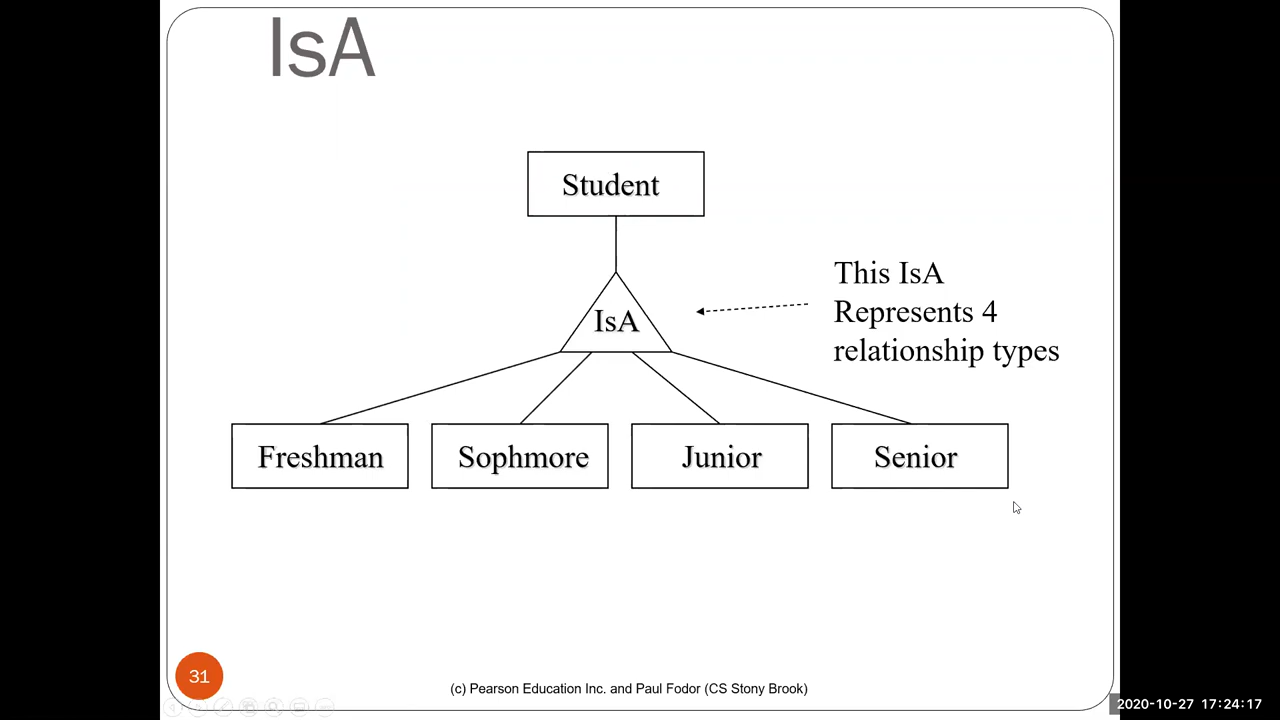 IsA
Student
This IsA
Represents 4
relationship types
IsA
Freshman
Sophmore
Junior
Senior
31
(c) Pearson Education Inc. and Paul Fodor (CS Stony Brook)
2020-10-27 17:24:17